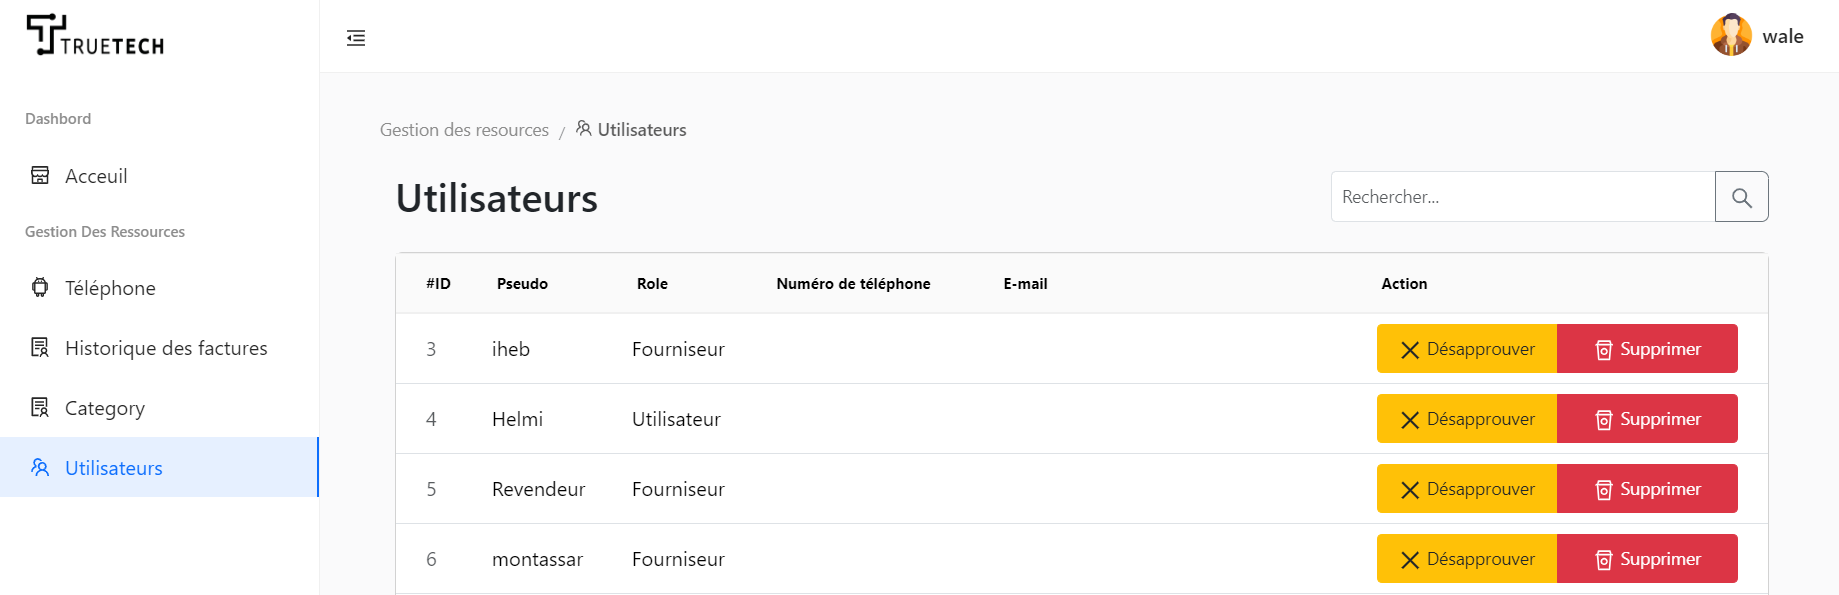 TRUETECH
wale
Dashbord
Acceuil
Gestion Des Ressources
Téléphone
Historique des factures
Category
Utilisateurs
Gestion des resources / Utilisateurs
Utilisateurs
Rechercher...
#ID Pseudo Role Numéro de téléphone E-mail Action
3 iheb Fourniseur Désapprouver Supprimer
4 Helmi Utilisateur Désapprouver Supprimer
5 Revendeur Fourniseur Désapprouver Supprimer
6 montassar Fourniseur Désapprouver Supprimer